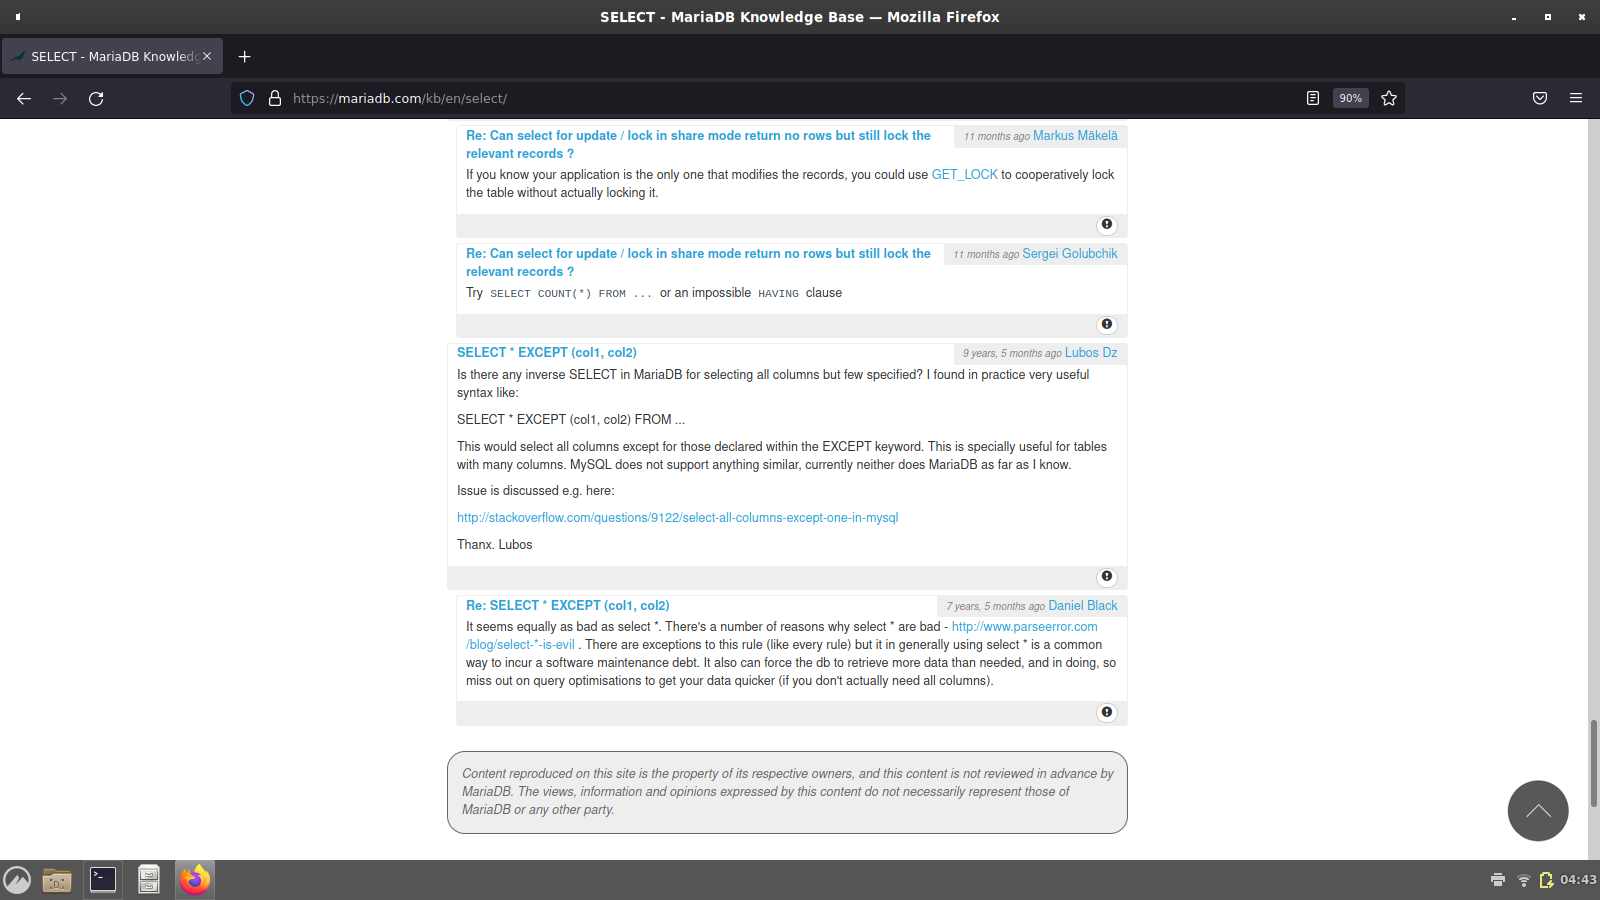 SELECT - MariaDB Knowledge Base — Mozilla Firefox
SELECT - MariaDB Knowledg
https://mariadb.com/kb/en/select/
90%
Re: Can select for update / lock in share mode return no rows but still lock the
relevant records ?
11 months ago Markus Mäkelä
If you know your application is the only one that modifies the records, you could use GET_LOCK to cooperatively lock
the table without actually locking it.
Re: Can select for update / lock in share mode return no rows but still lock the
relevant records ?
11 months ago Sergei Golubchik
Try SELECT COUNT(*) FROM ... or an impossible HAVING clause
SELECT * EXCEPT (col1, col2)
9 years, 5 months ago Lubos Dz
Is there any inverse SELECT in MariaDB for selecting all columns but few specified? I found in practice very useful
syntax like:
SELECT * EXCEPT (col1, col2) FROM ...
This would select all columns except for those declared within the EXCEPT keyword. This is specially useful for tables
with many columns. MySQL does not support anything similar, currently neither does MariaDB as far as I know.
Issue is discussed e.g. here:
http://stackoverflow.com/questions/9122/select-all-columns-except-one-in-mysql
Thanx. Lubos
Re: SELECT * EXCEPT (col1, col2)
7 years, 5 months ago Daniel Black
It seems equally as bad as select *. There's a number of reasons why select * are bad - http://www.parseerror.com
/blog/select-*-is-evil . There are exceptions to this rule (like every rule) but it in generally using select * is a common
way to incur a software maintenance debt. It also can force the db to retrieve more data than needed, and in doing, so
miss out on query optimisations to get your data quicker (if you don't actually need all columns).
Content reproduced on this site is the property of its respective owners, and this content is not reviewed in advance by
MariaDB. The views, information and opinions expressed by this content do not necessarily represent those of
MariaDB or any other party.
04:43